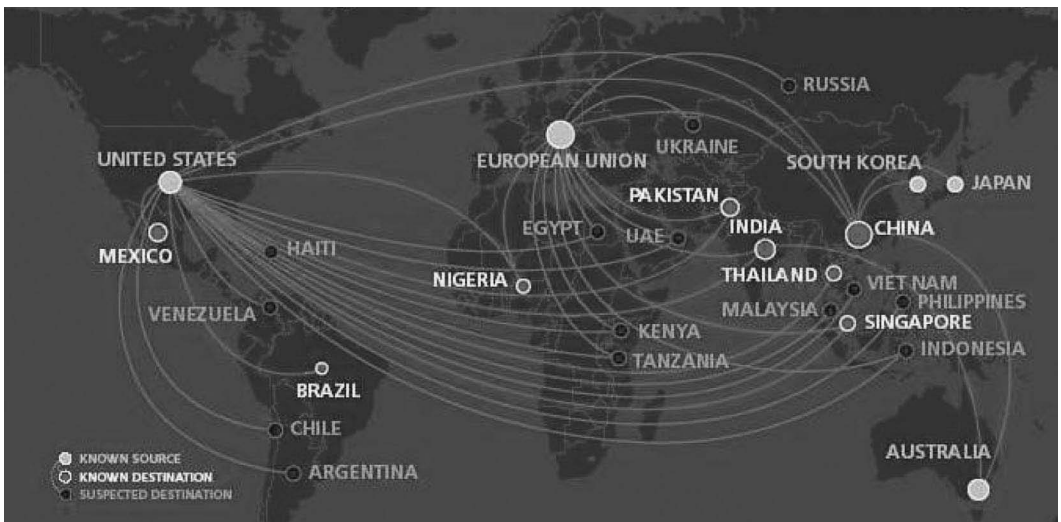 RUSSIA
UKRAINE
UNITED STATES
EUROPEAN UNION
SOUTH KOREA
JAPAN
PAKISTAN
MEXICO
HAITI
EGYPT
UAE
INDIA
CHINA
NIGERIA
THAILAND
VIET NAM
VENEZUELA
MALAYSIA
PHILIPPINES
KENYA
SINGAPORE
TANZANIA
INDONESIA
BRAZIL
CHILE
AUSTRALIA
ARGENTINA
KNOWN SOURCE
KNOWN DESTINATION
SUSPECTED DESTINATION